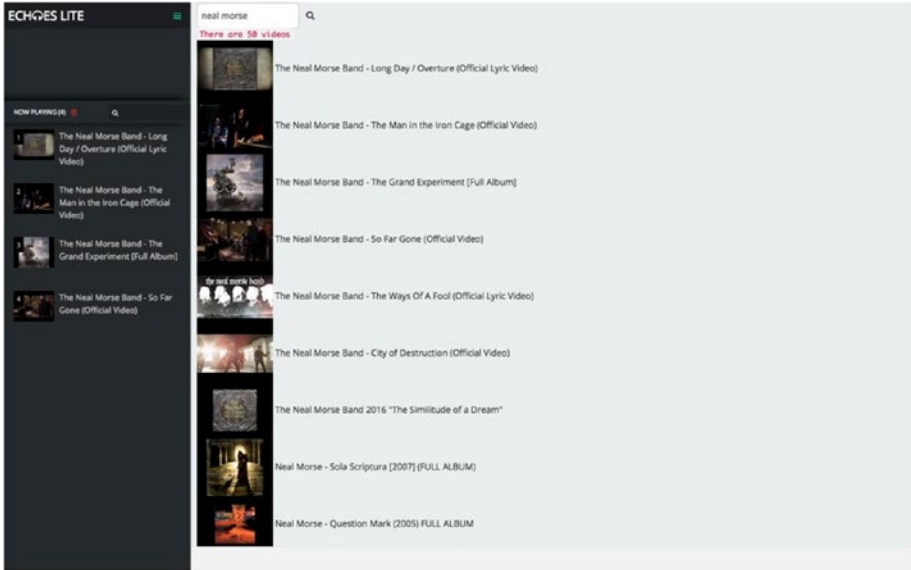 ECHOES LITE
NOW PLAYING (4)
1
The Neal Morse Band - Long
Day / Overture (Official Lyric
Video)
2
The Neal Morse Band - The
Man in the Iron Cage (Official
Video)
3
The Neal Morse Band - The
Grand Experiment [Full Album]
4
The Neal Morse Band - So Far
Gone (Official Video)
neal morse
There are 50 videos
The Neal Morse Band - Long Day / Overture (Official Lyric Video)
The Neal Morse Band - The Man in the Iron Cage (Official Video)
The Neal Morse Band - The Grand Experiment [Full Album]
The Neal Morse Band - So Far Gone (Official Video)
the neal morse band
The Neal Morse Band - The Ways Of A Fool (Official Lyric Video)
The Neal Morse Band - City of Destruction (Official Video)
The Neal Morse Band 2016 "The Similitude of a Dream"
Neal Morse - Sola Scriptura [2007] (FULL ALBUM)
Neal Morse - Question Mark (2005) FULL ALBUM